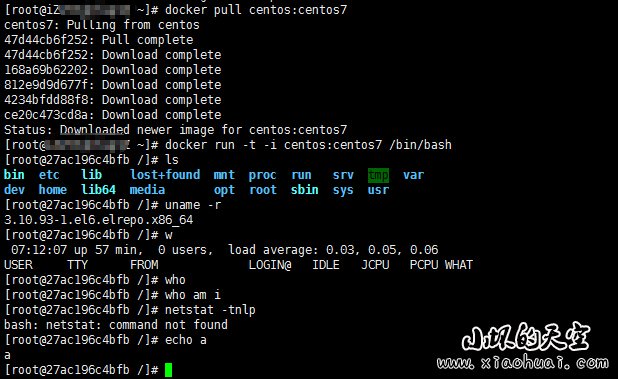 [root@iZ ~]# docker pull centos:centos7
centos7: Pulling from centos
47d44cb6f252: Pull complete
47d44cb6f252: Download complete
168a69b62202: Download complete
812e9d9d677f: Download complete
4234bfdd88f8: Download complete
ce20c473cd8a: Download complete
Status: Downloaded newer image for centos:centos7
[root@ ~]# docker run -t -i centos:centos7 /bin/bash
[root@27ac196c4bfb /]# ls
bin etc lib lost+found mnt proc run srv tmp var
dev home lib64 media opt root sbin sys usr
[root@27ac196c4bfb /]# uname -r
3.10.93-1.el6.elrepo.x86_64
[root@27ac196c4bfb /]# w
07:12:07 up 57 min, 0 users, load average: 0.03, 0.05, 0.06
USER TTY FROM LOGIN@ IDLE JCPU PCPU WHAT
[root@27ac196c4bfb /]# who
[root@27ac196c4bfb /]# who am i
[root@27ac196c4bfb /]# netstat -tnlp
bash: netstat: command not found
[root@27ac196c4bfb /]# echo a
a
[root@27ac196c4bfb /]#
小坏的天空
www.xiaohuai.com